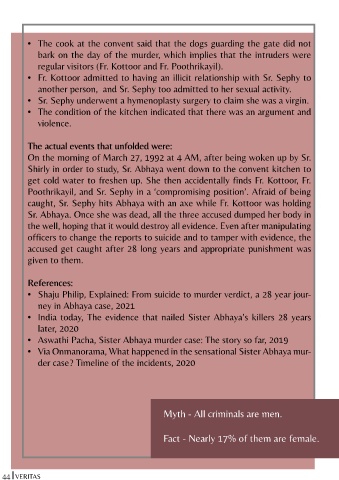 • The cook at the convent said that the dogs guarding the gate did not
bark on the day of the murder, which implies that the intruders were
regular visitors (Fr. Kottoor and Fr. Poothrikayil).
• Fr. Kottoor admitted to having an illicit relationship with Sr. Sephy to
another person, and Sr. Sephy too admitted to her sexual activity.
• Sr. Sephy underwent a hymenoplasty surgery to claim she was a virgin.
• The condition of the kitchen indicated that there was an argument and
violence.
The actual events that unfolded were:
On the morning of March 27, 1992 at 4 AM, after being woken up by Sr.
Shirly in order to study, Sr. Abhaya went down to the convent kitchen to
get cold water to freshen up. She then accidentally finds Fr. Kottoor, Fr.
Poothrikayil, and Sr. Sephy in a ‘compromising position’. Afraid of being
caught, Sr. Sephy hits Abhaya with an axe while Fr. Kottoor was holding
Sr. Abhaya. Once she was dead, all the three accused dumped her body in
the well, hoping that it would destroy all evidence. Even after manipulating
officers to change the reports to suicide and to tamper with evidence, the
accused get caught after 28 long years and appropriate punishment was
given to them.
References:
• Shaju Philip, Explained: From suicide to murder verdict, a 28 year jour-
ney in Abhaya case, 2021
• India today, The evidence that nailed Sister Abhaya’s killers 28 years
later, 2020
• Aswathi Pacha, Sister Abhaya murder case: The story so far, 2019
• Via Onmanorama, What happened in the sensational Sister Abhaya mur-
der case? Timeline of the incidents, 2020
Myth - All criminals are men.
Fact - Nearly 17% of them are female.
44 VERITAS